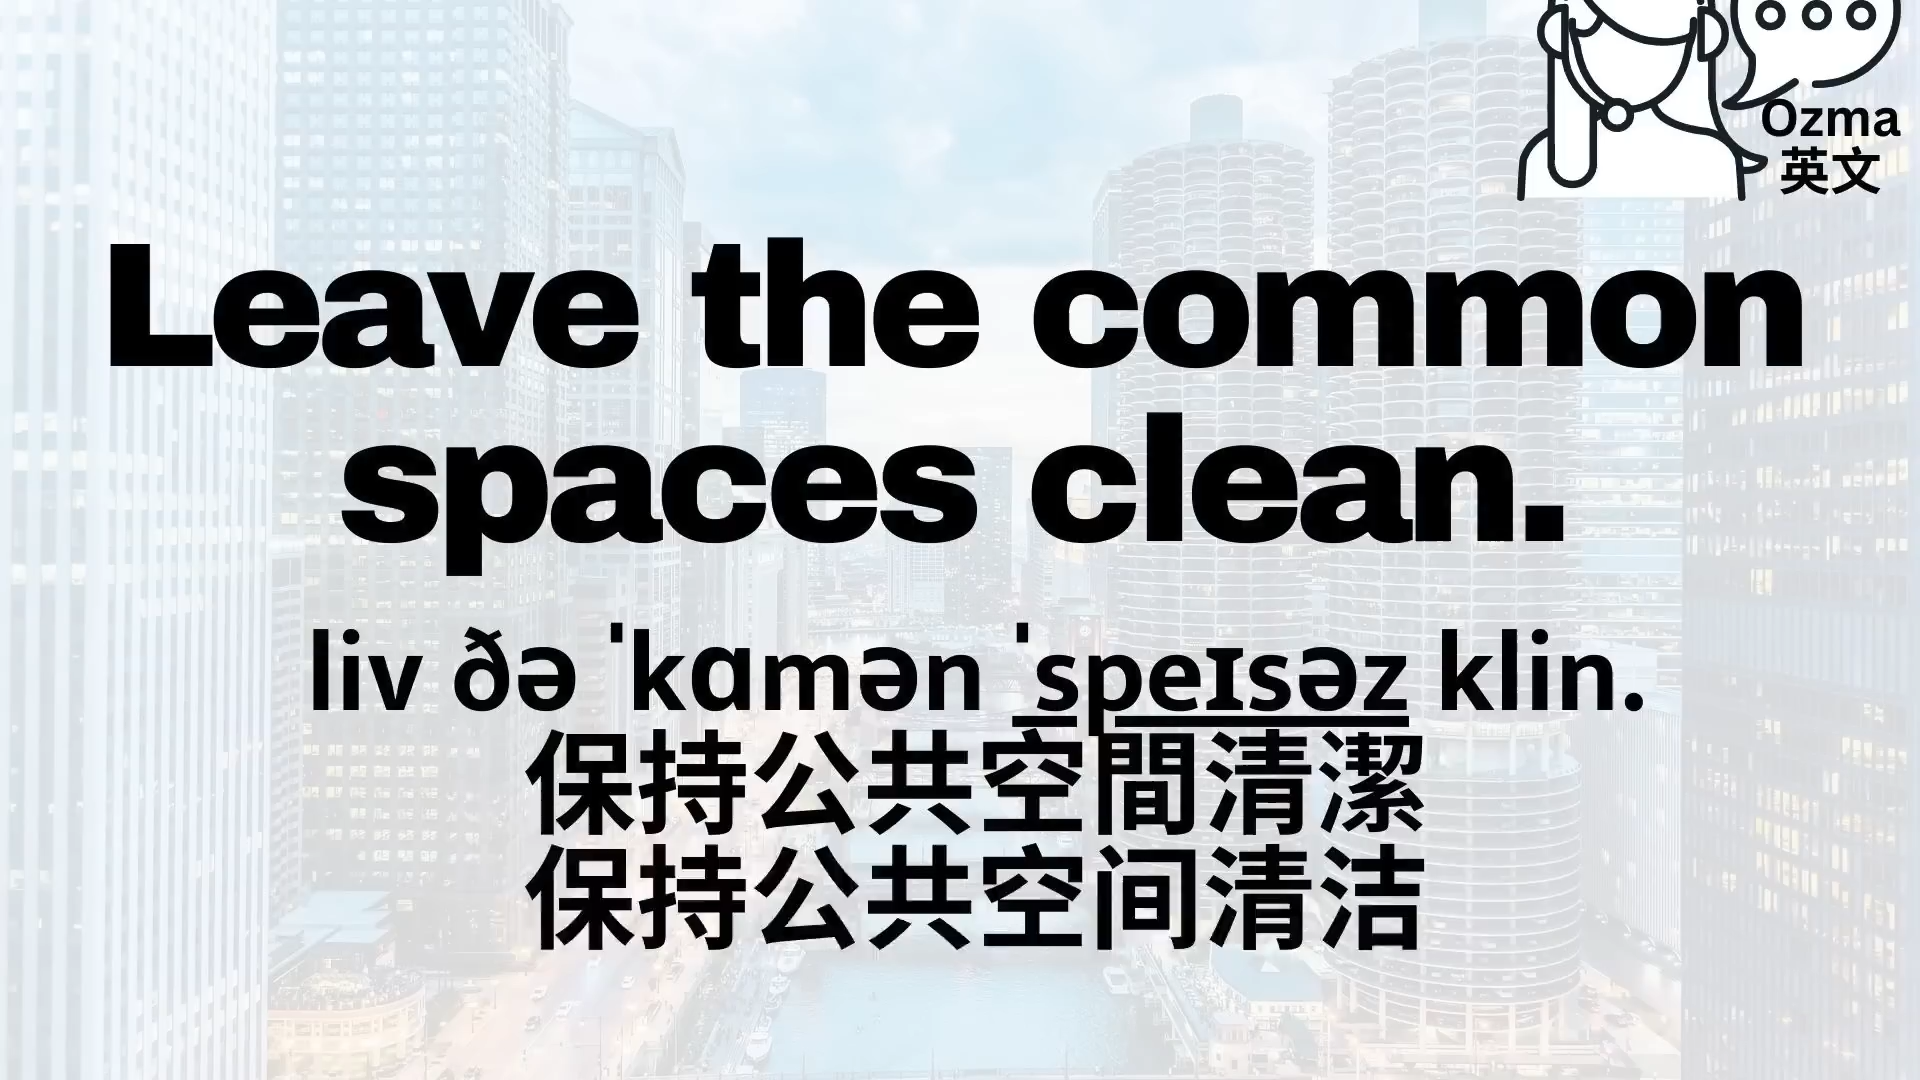 Ozma
英文
Leave the common
spaces clean.
liv ðə ˈkɑmən ˈspeɪsəz klin.
保持公共空間清潔
保持公共空间清洁